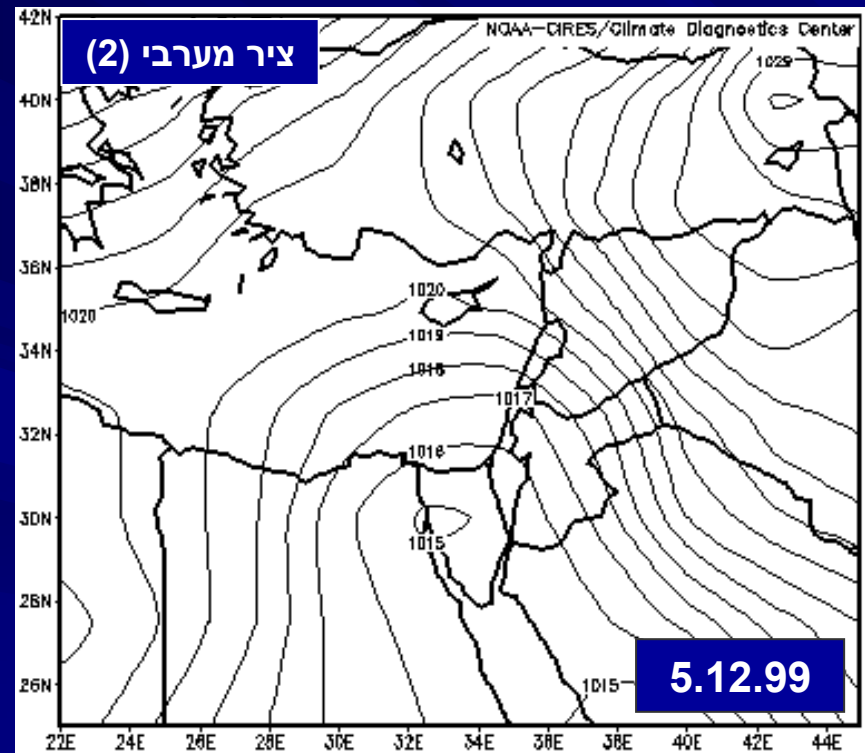 ציר מערבי (2)
NOAA-CIRES/Climate Diagnostics Center
42N
1029
40N
38N
36N
1020
1020
34N
1019
1018
1017
32N
1016
30N
1015
28N
26N
1015
5.12.99
22E 24E 26E 28E 30E 32E 34E 36E 38E 40E 42E 44E